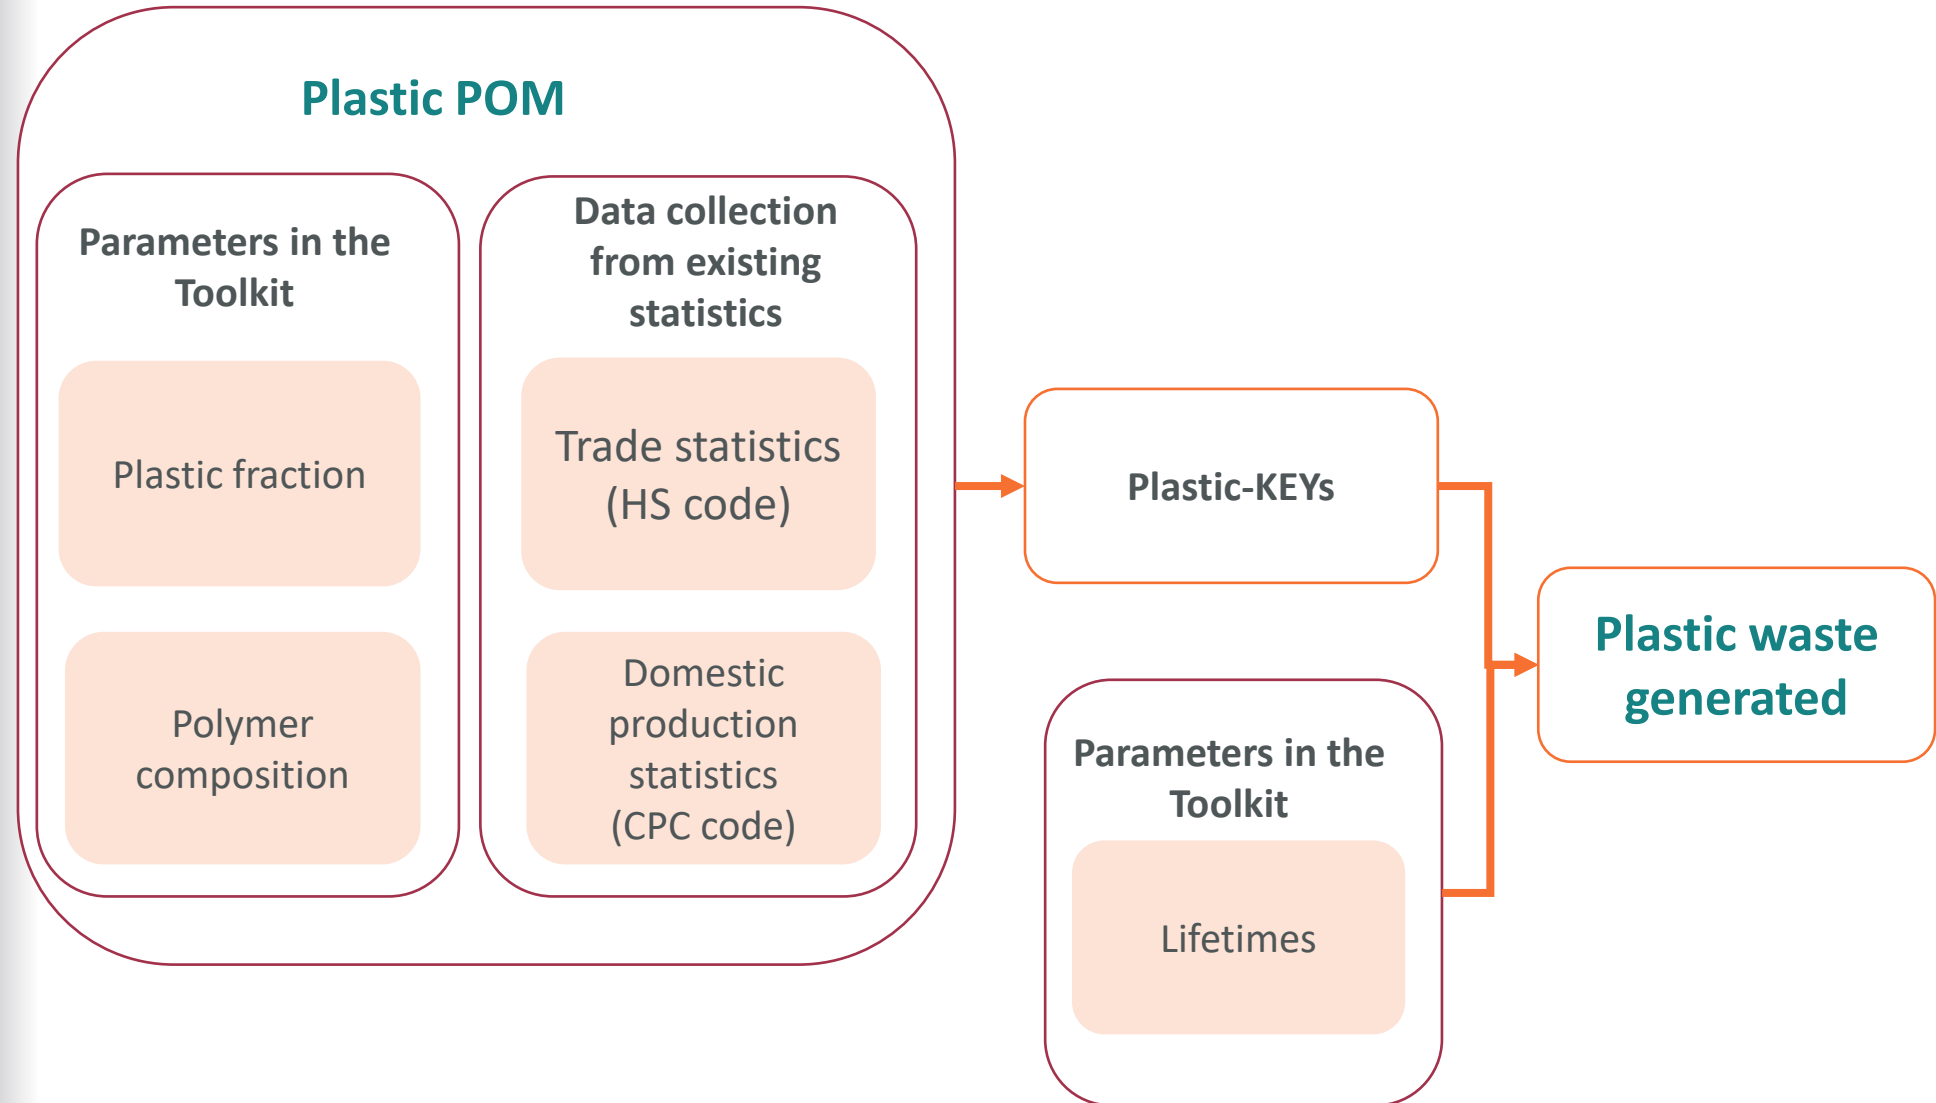 Plastic POM
Parameters in the
Toolkit
Plastic fraction
Polymer
composition
Data collection
from existing
statistics
Trade statistics
(HS code)
Domestic
production
statistics
(CPC code)
Plastic-KEYs
Parameters in the
Toolkit
Lifetimes
Plastic waste
generated